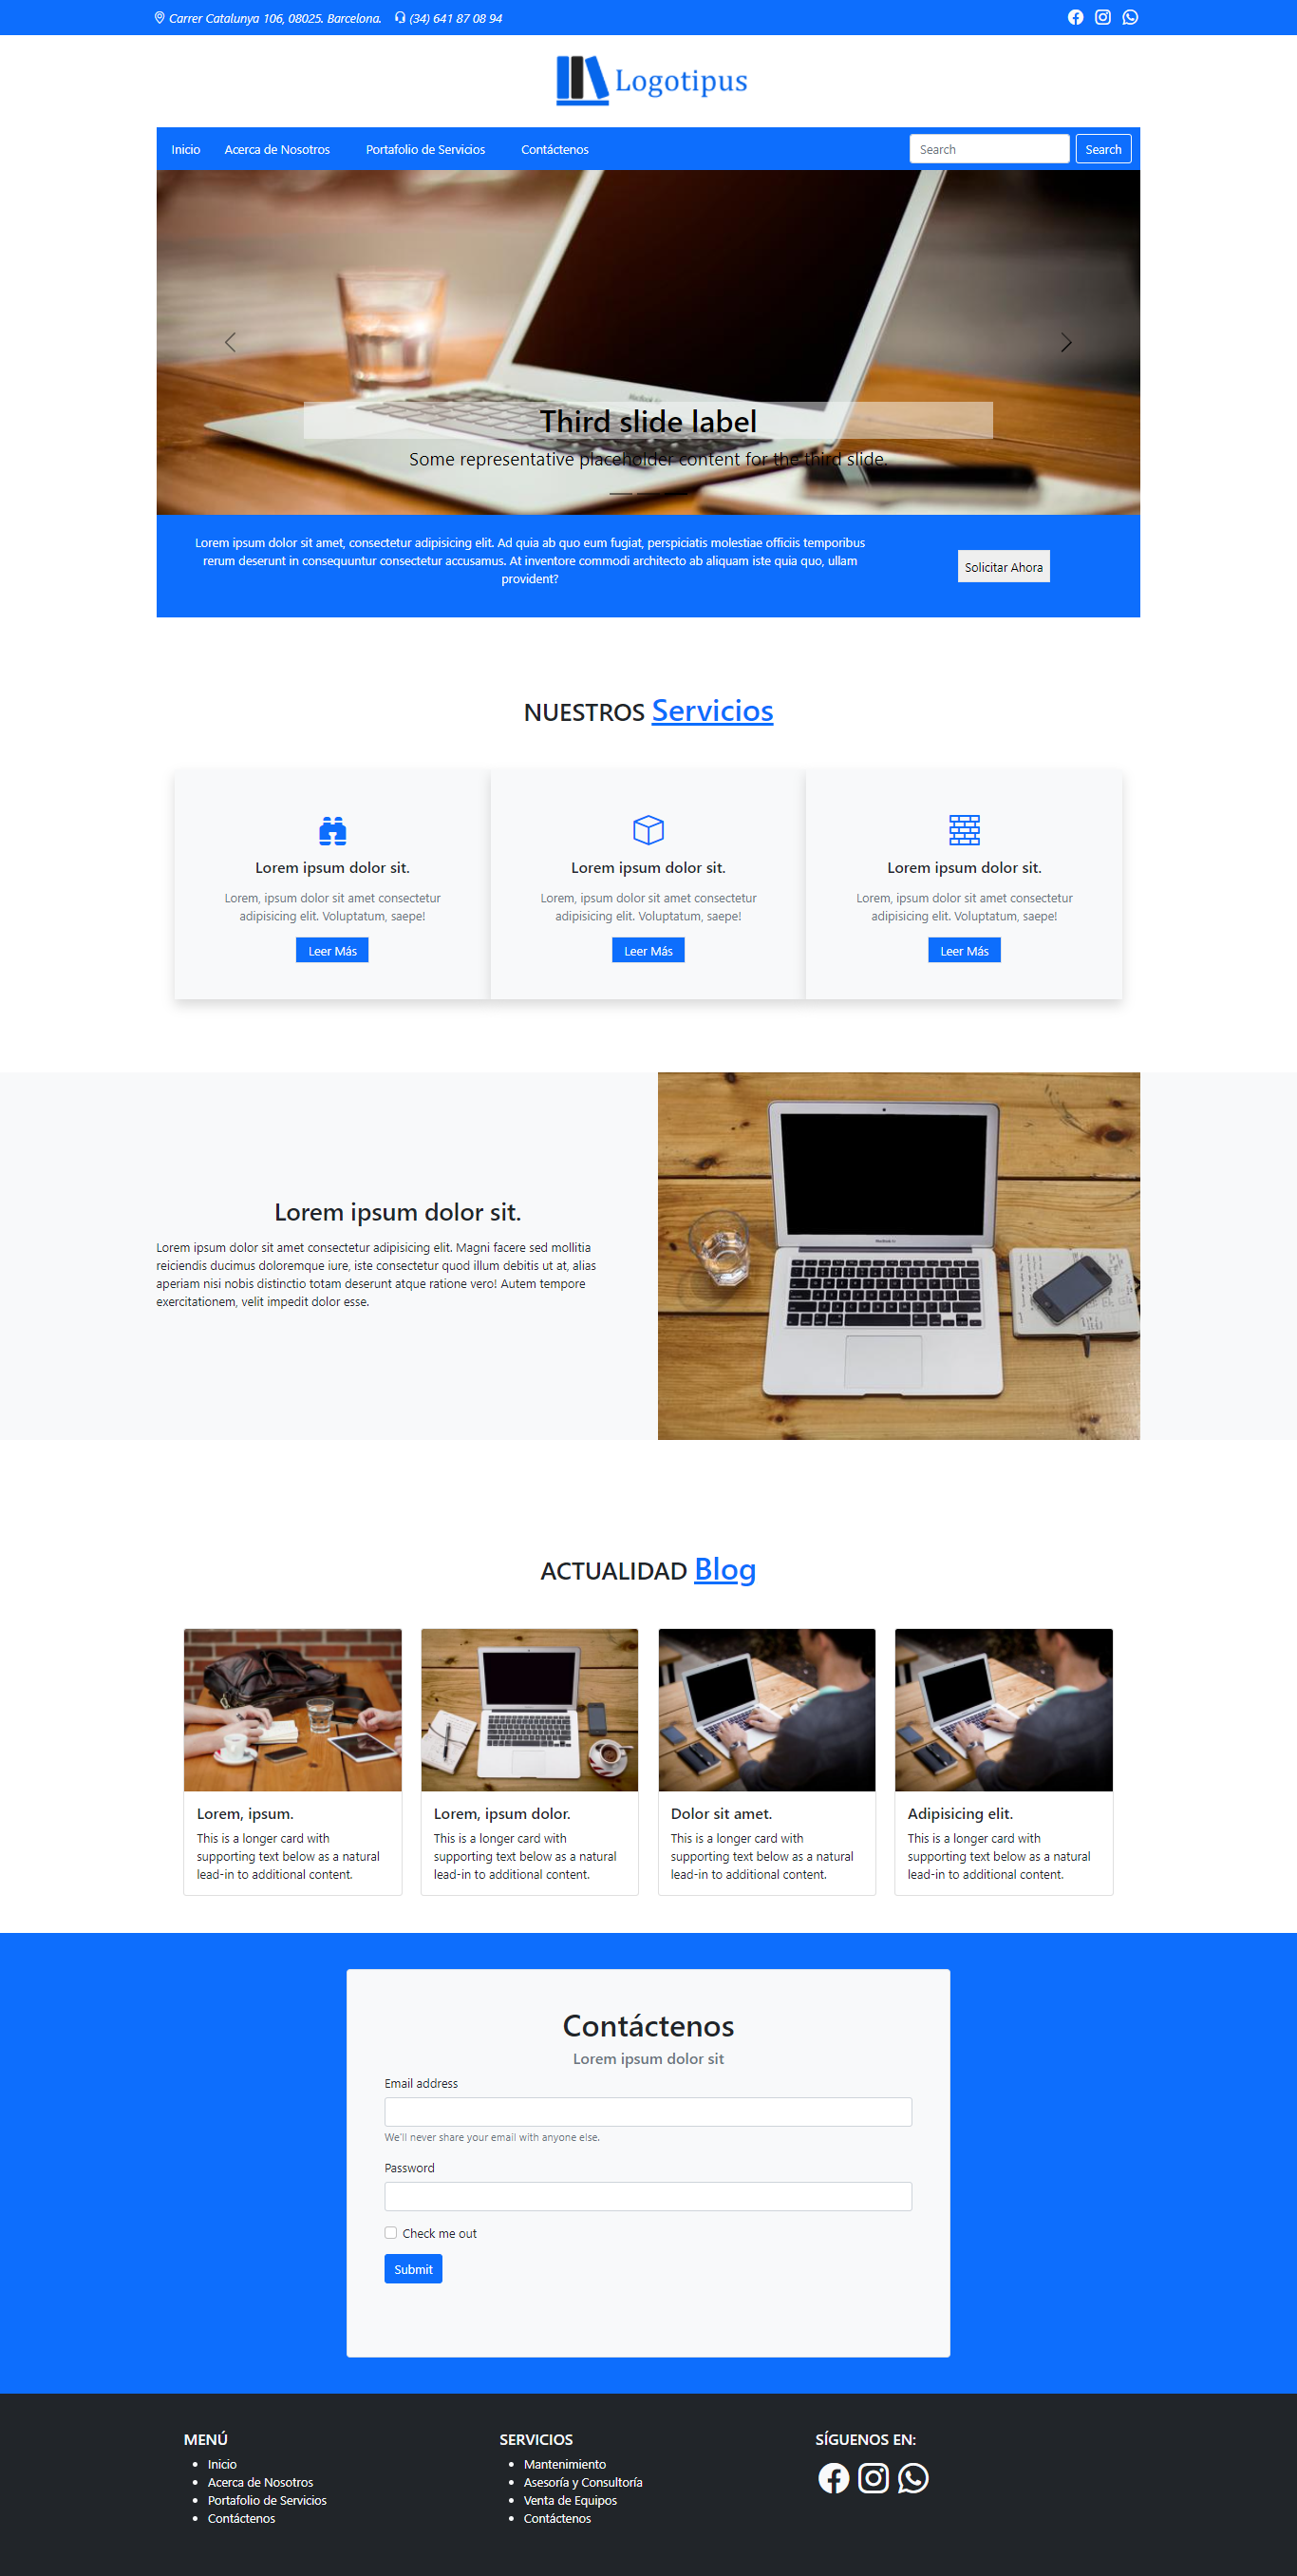 Carrer Catalunya 106, 08025. Barcelona. (34) 641 87 08 94
Logotipus
Inicio Acerca de Nosotros Portafolio de Servicios Contáctenos Search Search
Third slide label
Some representative placeholder content for the third slide.
Lorem ipsum dolor sit amet, consectetur adipisicing elit. Ad quia ab quo eum fugiat, perspiciatis molestiae officiis temporibus
rerum deserunt in consequuntur consectetur accusamus. At inventore commodi architecto ab aliquam iste quia quo, ullam
provident?
Solicitar Ahora
NUESTROS Servicios
Lorem ipsum dolor sit.
Lorem, ipsum dolor sit amet consectetur
adipisicing elit. Voluptatum, saepe!
Leer Más
Lorem ipsum dolor sit.
Lorem, ipsum dolor sit amet consectetur
adipisicing elit. Voluptatum, saepe!
Leer Más
Lorem ipsum dolor sit.
Lorem, ipsum dolor sit amet consectetur
adipisicing elit. Voluptatum, saepe!
Leer Más
Lorem ipsum dolor sit.
Lorem ipsum dolor sit amet consectetur adipisicing elit. Magni facere sed mollitia
reiciendis ducimus doloremque iure, iste consectetur quod illum debitis ut at, alias
aperiam nisi nobis distinctio totam deserunt atque ratione vero! Autem tempore
exercitationem, velit impedit dolor esse.
ACTUALIDAD Blog
Lorem, ipsum.
This is a longer card with
supporting text below as a natural
lead-in to additional content.
Lorem, ipsum dolor.
This is a longer card with
supporting text below as a natural
lead-in to additional content.
Dolor sit amet.
This is a longer card with
supporting text below as a natural
lead-in to additional content.
Adipisicing elit.
This is a longer card with
supporting text below as a natural
lead-in to additional content.
Contáctenos
Lorem ipsum dolor sit
Email address
We'll never share your email with anyone else.
Password
Check me out
Submit
MENÚ
Inicio
Acerca de Nosotros
Portafolio de Servicios
Contáctenos
SERVICIOS
Mantenimiento
Asesoría y Consultoría
Venta de Equipos
Contáctenos
SÍGUENOS EN: